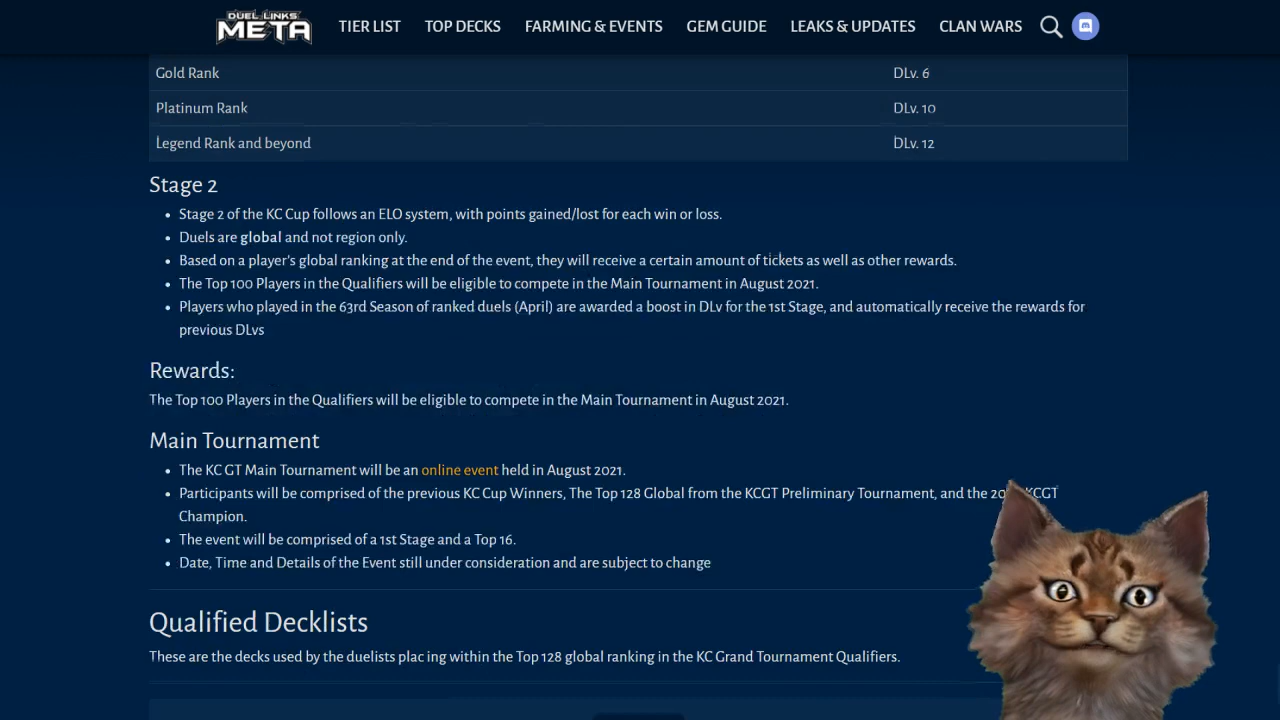 DUEL LINKS
META
TIER LIST TOP DECKS FARMING & EVENTS GEM GUIDE LEAKS & UPDATES CLAN WARS
Gold Rank DLv. 6
Platinum Rank DLv. 10
Legend Rank and beyond DLv. 12
Stage 2
• Stage 2 of the KC Cup follows an ELO system, with points gained/lost for each win or loss.
• Duels are global and not region only.
• Based on a player's global ranking at the end of the event, they will receive a certain amount of tickets as well as other rewards.
• The Top 100 Players in the Qualifiers will be eligible to compete in the Main Tournament in August 2021.
• Players who played in the 63rd Season of ranked duels (April) are awarded a boost in DLv for the 1st Stage, and automatically receive the rewards for
previous DLvs
Rewards:
The Top 100 Players in the Qualifiers will be eligible to compete in the Main Tournament in August 2021.
Main Tournament
• The KC GT Main Tournament will be an online event held in August 2021.
• Participants will be comprised of the previous KC Cup Winners, The Top 128 Global from the KCGT Preliminary Tournament, and the KCGT
Champion.
• The event will be comprised of a 1st Stage and a Top 16.
• Date, Time and Details of the Event still under consideration and are subject to change
Qualified Decklists
These are the decks used by the duelists plac ing within the Top 128 global ranking in the KC Grand Tournament Qualifiers.